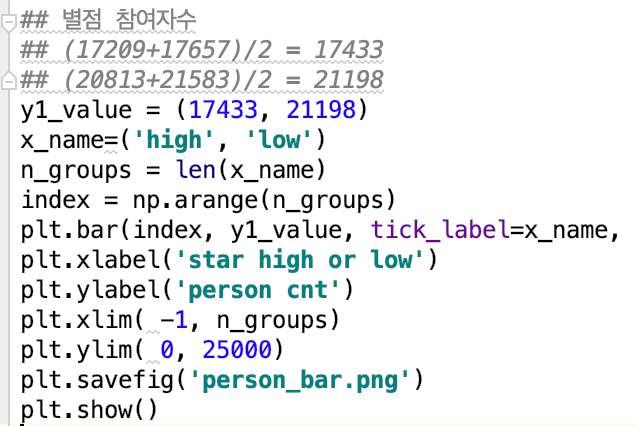 ## 별점 참여자수
## (17209+17657)/2 = 17433
## (20813+21583)/2 = 21198
y1_value = (17433, 21198)
x_name=('high', 'low')
n_groups = len(x_name)
index = np.arange(n_groups)
plt.bar(index, y1_value, tick_label=x_name,
plt.xlabel('star high or low')
plt.ylabel('person cnt')
plt.xlim( -1, n_groups)
plt.ylim( 0, 25000)
plt.savefig('person_bar.png')
plt.show()